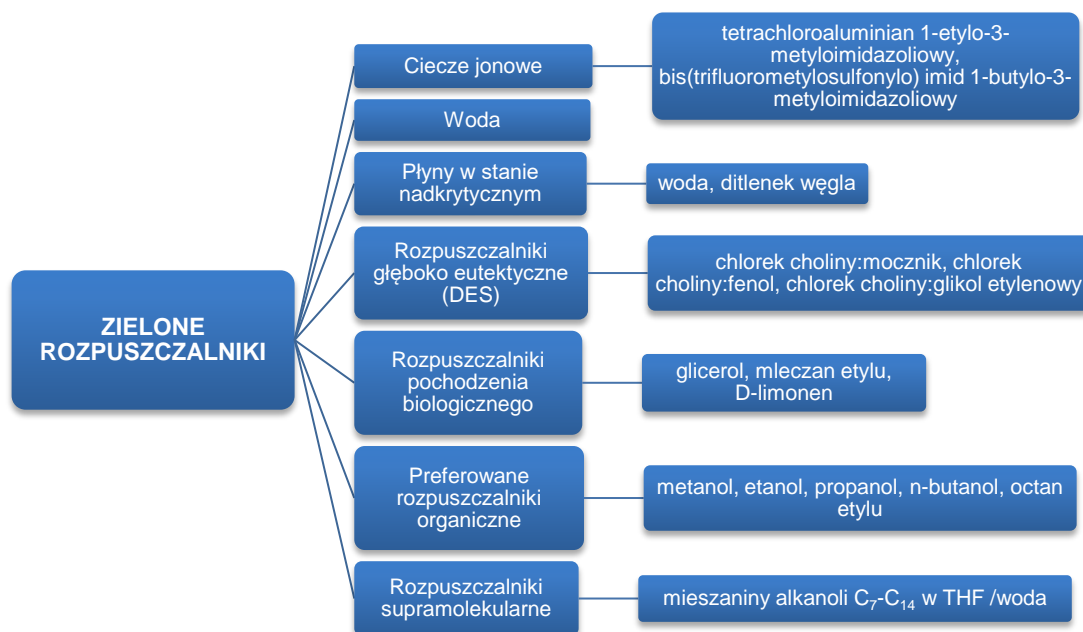 ZIELONE
ROZPUSZCZALNIKI
Ciecze jonowe
tetrachloroaluminian 1-etylo-3-
metyloimidazoliowy,
bis(trifluorometylosulfonylo) imid 1-butylo-3-
metyloimidazoliowy
Woda
Płyny w stanie
nadkrytycznym
woda, ditlenek węgla
Rozpuszczalniki
głęboko eutektyczne
(DES)
chlorek choliny:mocznik, chlorek
choliny:fenol, chlorek choliny:glikol etylenowy
Rozpuszczalniki
pochodzenia
biologicznego
glicerol, mleczan etylu,
D-limonen
Preferowane
rozpuszczalniki
organiczne
metanol, etanol, propanol, n-butanol, octan
etylu
Rozpuszczalniki
supramolekularne
mieszaniny alkanoli C₇-C₁₄ w THF /woda